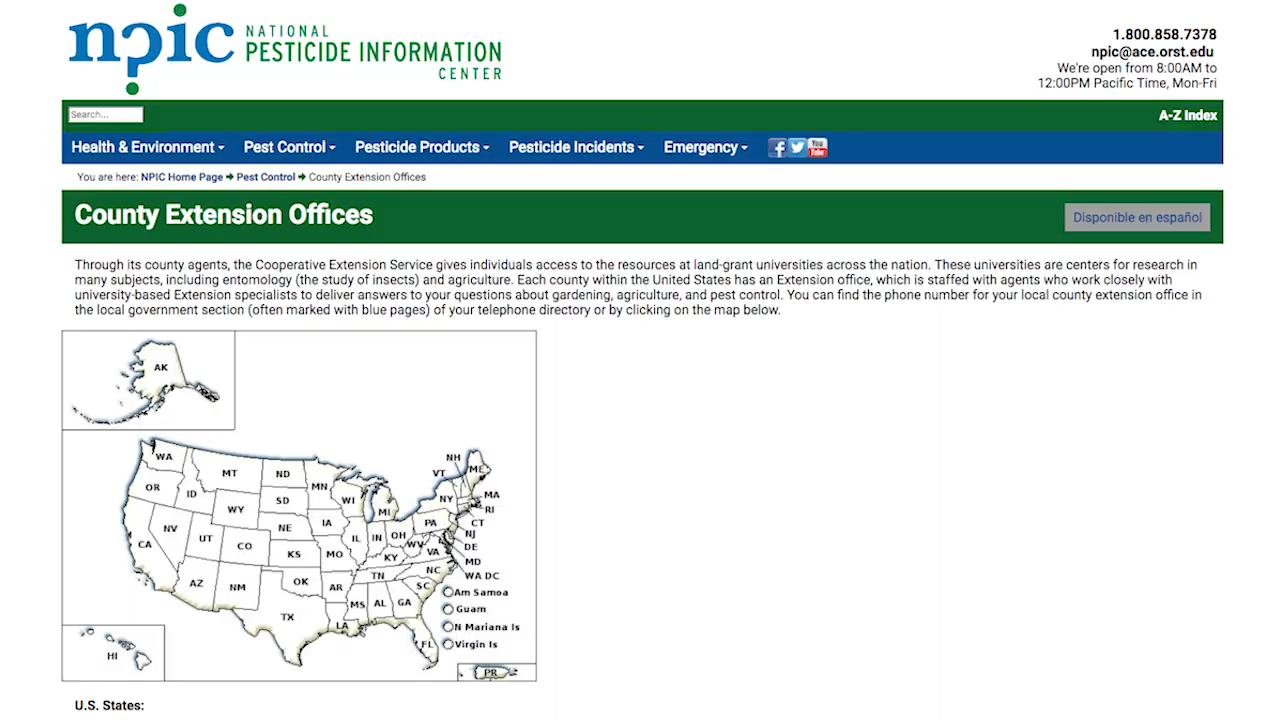 npic NATIONAL
PESTICIDE INFORMATION
CENTER
1.800.858.7378
npic@ace.orst.edu
We're open from 8:00AM to
12:00PM Pacific Time, Mon-Fri
Search...
A-Z Index
Health & Environment Pest Control Pesticide Products Pesticide Incidents Emergency You Tube
You are here: NPIC Home Page Pest Control County Extension Offices
County Extension Offices
Disponible en español
Through its county agents, the Cooperative Extension Service gives individuals access to the resources at land-grant universities across the nation. These universities are centers for research in
many subjects, including entomology (the study of insects) and agriculture. Each county within the United States has an Extension office, which is staffed with agents who work closely with
university-based Extension specialists to deliver answers to your questions about gardening, agriculture, and pest control. You can find the phone number for your local county extension office in
the local government section (often marked with blue pages) of your telephone directory or by clicking on the map below.
AK
WA MT ND MN NH VT ME
OR ID SD WI MI NY MA
WY RI
NV UT NE IA PA CT
CA CO KS MO IL IN OH WV VA NJ
DE
KY MD
AZ NM OK AR TN NC WA DC
SC Am Samoa
TX MS AL GA Guam
LA N Mariana Is
FL Virgin Is
HI PR
U.S. States: